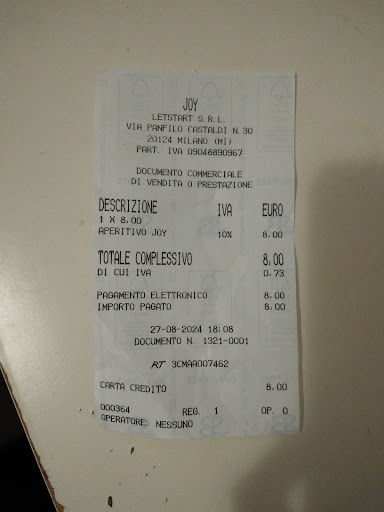 JOY
LETSTART S.R.L.
VIA PANFILO CASTALDI N.30
20124 MILANO (MI)
PART. IVA 09048890967
DOCUMENTO COMMERCIALE
DI VENDITA O PRESTAZIONE
DESCRIZIONE IVA EURO
1 X 8,00
APERITIVO JOY 10% 8,00
TOTALE COMPLESSIVO 8,00
DI CUI IVA 0,73
PAGAMENTO ELETTRONICO 8,00
IMPORTO PAGATO 8,00
27-08-2024 18:08
DOCUMENTO N. 1321-0001
RT 3CMAA007462
CARTA CREDITO 8.00
000364 REG. 1 OP. 0
OPERATORE: NESSUNO